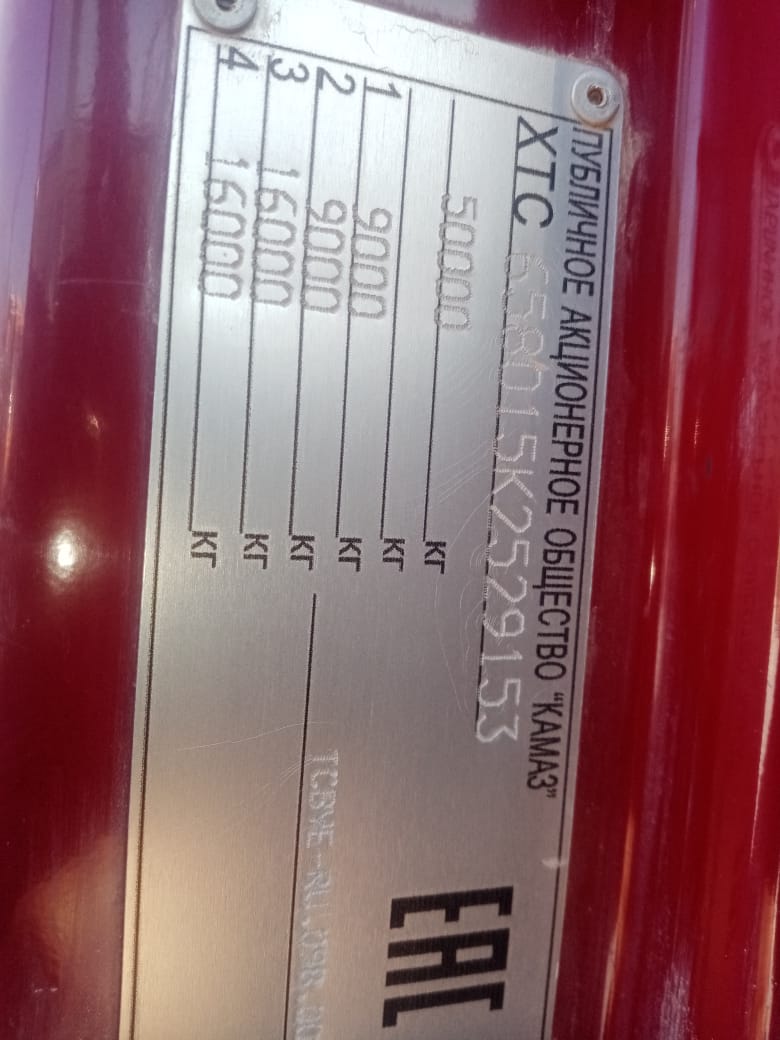 ПУБЛИЧНОЕ АКЦИОНЕРНОЕ ОБЩЕСТВО "КАМАЗ"
XTC 658015K2529153
50000 кг
1 9000 кг
2 9000 кг
3 16000 кг
4 16000 кг
EAC